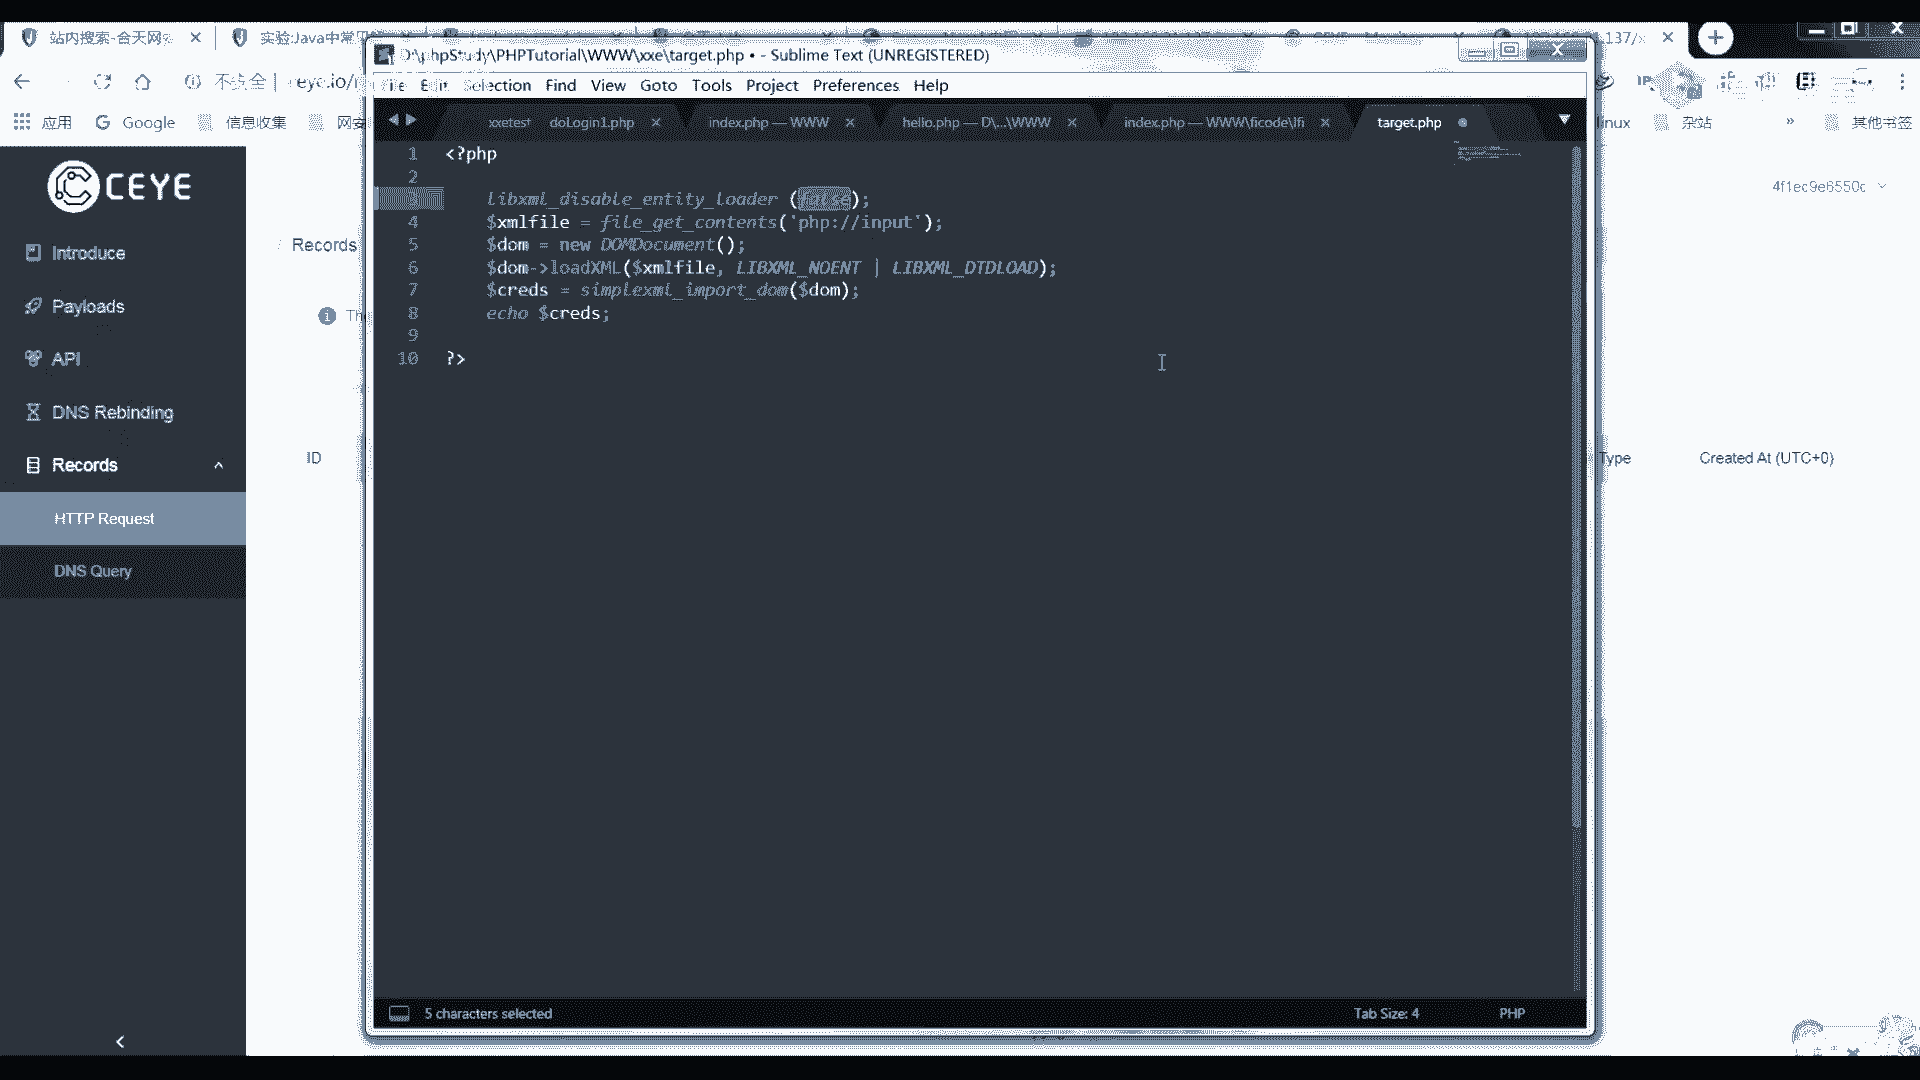 站内搜索-合天网
实验:Java中常见
.137/x
D:\phpStudy\PHPTutorial\WWW\xxe\target.php • - Sublime Text (UNREGISTERED)
不安全
ceye.io/
File Edit Selection Find View Goto Tools Project Preferences Help
应用
Google
信息收集
网安
linux
杂站
»
其他书签
xxetest
doLogin1.php
index.php — WWW
hello.php — D\...\WWW
index.php — WWW\ficode\lfi
target.php
CEYE
4f1ec9e6550c
Introduce
Payloads
API
DNS Rebinding
Records
HTTP Request
DNS Query
/ Records
ID
Type
Created At (UTC+0)
1 <?php
2
3 libxml_disable_entity_loader (false);
4 $xmlfile = file_get_contents('php://input');
5 $dom = new DOMDocument();
6 $dom->loadXML($xmlfile, LIBXML_NOENT | LIBXML_DTDLOAD);
7 $creds = simplexml_import_dom($dom);
8 echo $creds;
9
10 ?>
5 characters selected
Tab Size: 4
PHP